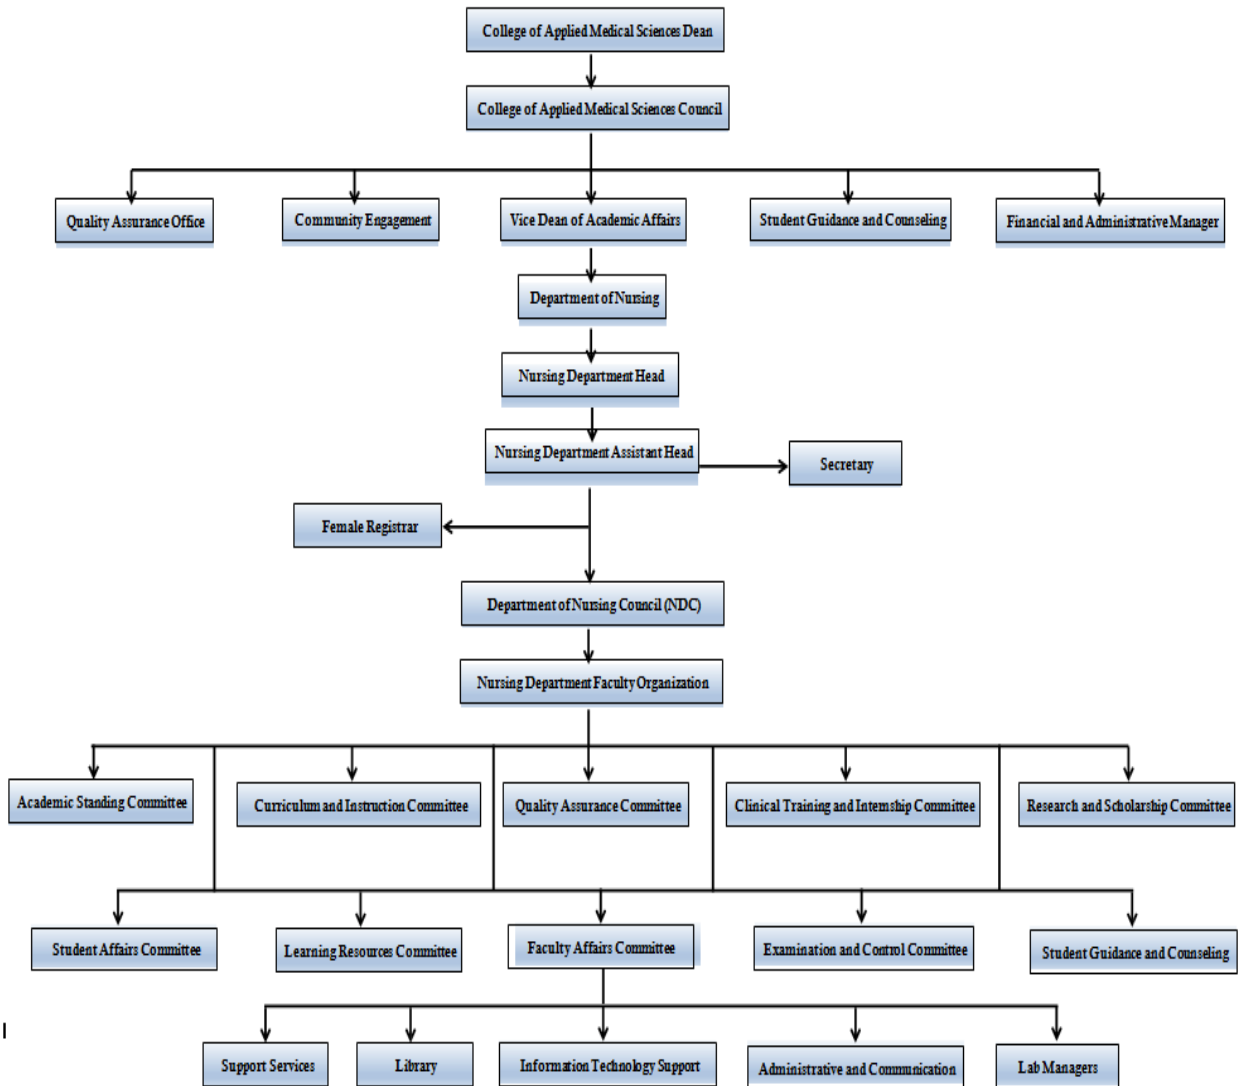 College of Applied Medical Sciences Dean
College of Applied Medical Sciences Council
Quality Assurance Office
Community Engagement
Vice Dean of Academic Affairs
Student Guidance and Counseling
Financial and Administrative Manager
Department of Nursing
Nursing Department Head
Nursing Department Assistant Head
Secretary
Female Registrar
Department of Nursing Council (NDC)
Nursing Department Faculty Organization
Academic Standing Committee
Curriculum and Instruction Committee
Quality Assurance Committee
Clinical Training and Internship Committee
Research and Scholarship Committee
Student Affairs Committee
Learning Resources Committee
Faculty Affairs Committee
Examination and Control Committee
Student Guidance and Counseling
Support Services
Library
Information Technology Support
Administrative and Communication
Lab Managers